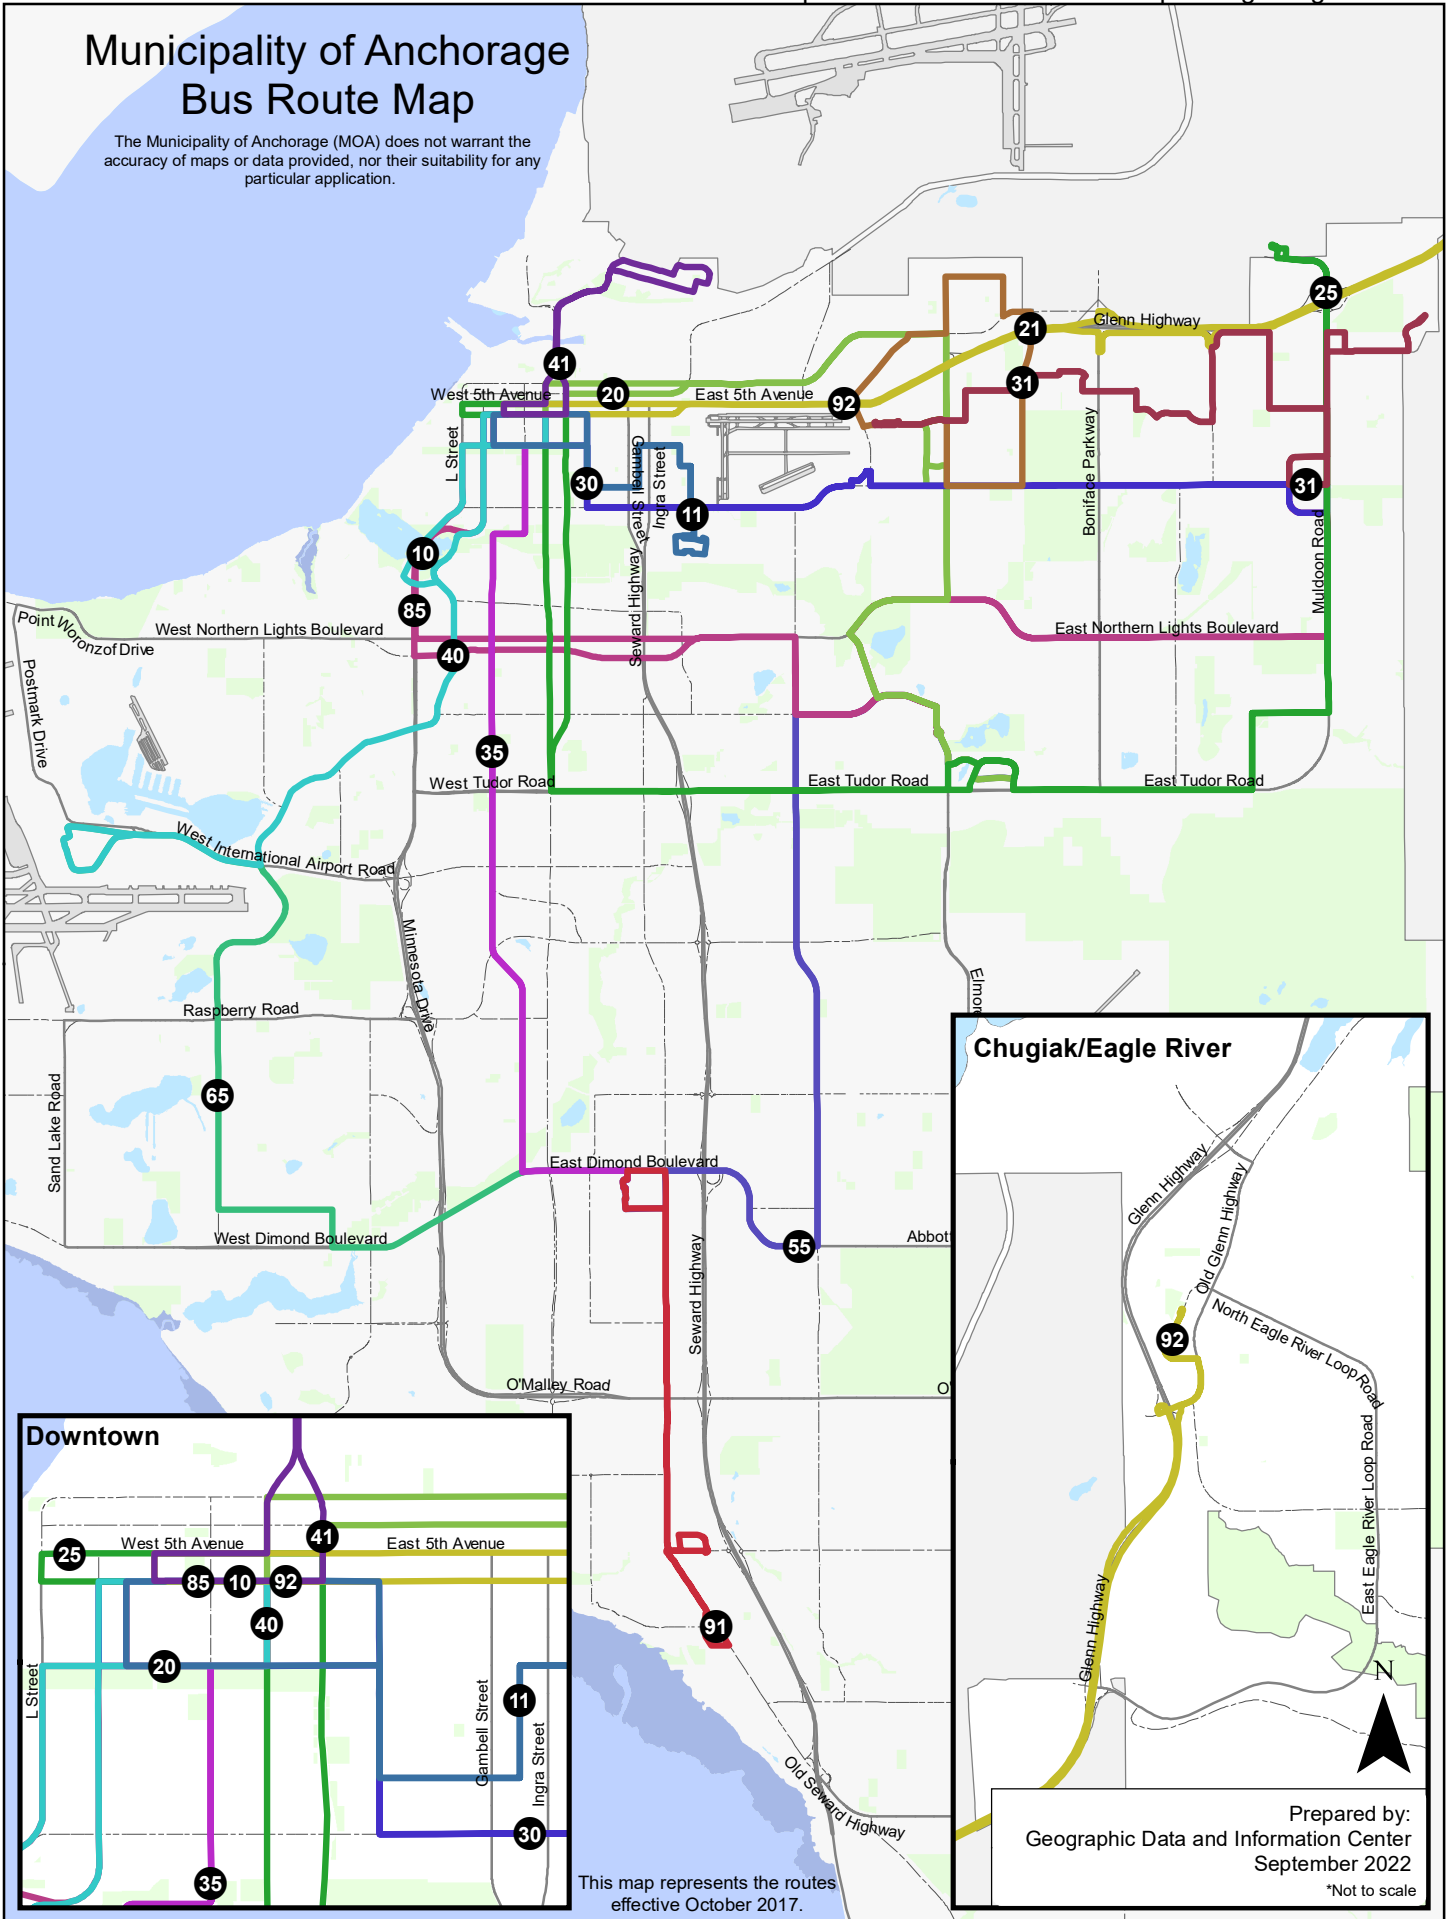 Municipality of Anchorage
Bus Route Map
The Municipality of Anchorage (MOA) does not warrant the
accuracy of maps or data provided, nor their suitability for any
particular application.
25
Glenn Highway
21
41
31
West 5th Avenue
20
East 5th Avenue
92
L Street
Gambell Street
Ingra Street
Boniface Parkway
30
31
11
Muldoon Road
10
Seward Highway
85
Point Woronzof Drive
West Northern Lights Boulevard
East Northern Lights Boulevard
40
Postmark Drive
35
West Tudor Road
East Tudor Road
East Tudor Road
West International Airport Road
Minnesota Drive
Elmor
Raspberry Road
65
Sand Lake Road
East Dimond Boulevard
West Dimond Boulevard
55
Abbot
Seward Highway
O'Malley Road
O'
91
Old Seward Highway
This map represents the routes
effective October 2017.
Downtown
41
25
West 5th Avenue
East 5th Avenue
85
10
92
40
20
L Street
11
Gambell Street
Ingra Street
30
35
Chugiak/Eagle River
Glenn Highway
Old Glenn Highway
North Eagle River Loop Road
92
East Eagle River Loop Road
Glenn Highway
N
Prepared by:
Geographic Data and Information Center
September 2022
*Not to scale